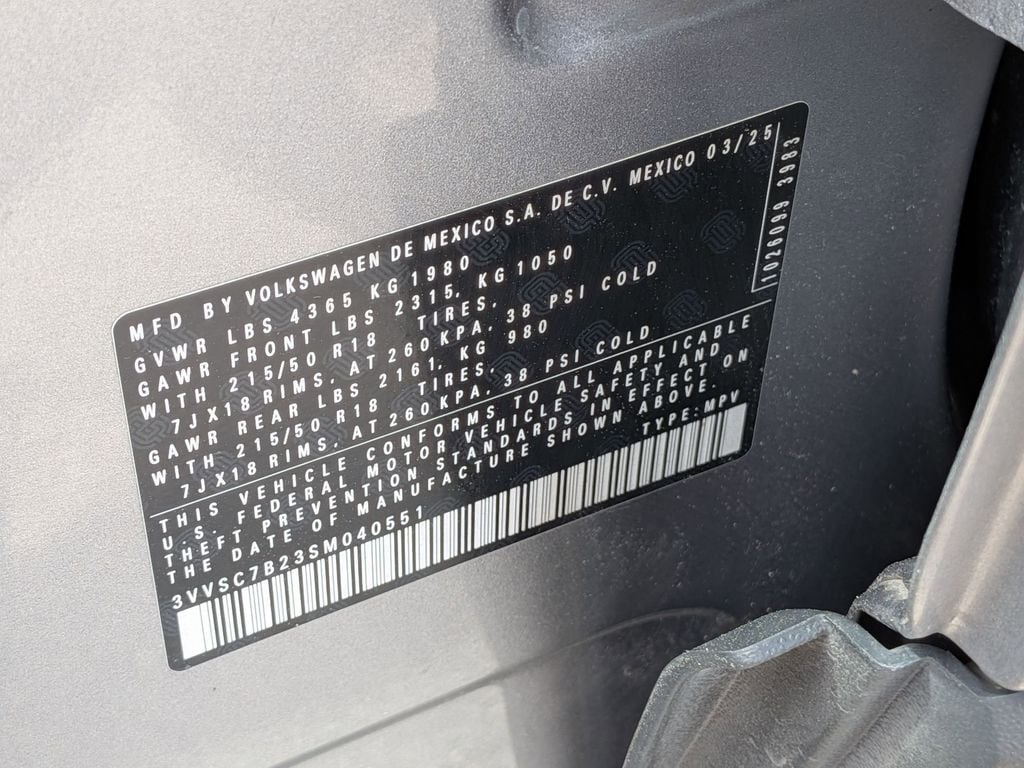 MFD BY VOLKSWAGEN DE MEXICO S.A. DE C.V. MEXICO 03/25
GVWR LBS 4365 KG 1980
GAWR FRONT LBS 2315, KG 1050
WITH 215/50 R18 TIRES,
7JX18 RIMS, AT 260KPA, 38 PSI COLD
GAWR REAR LBS 2161, KG 980
WITH 215/50 R18 TIRES,
7JX18 RIMS, AT 260KPA, 38 PSI COLD
THIS VEHICLE CONFORMS TO ALL APPLICABLE
U.S. FEDERAL MOTOR VEHICLE SAFETY AND
THEFT PREVENTION STANDARDS IN EFFECT ON
THE DATE OF MANUFACTURE SHOWN ABOVE.
3VVSC7B23SM040551 TYPE: MPV
1026099 3983